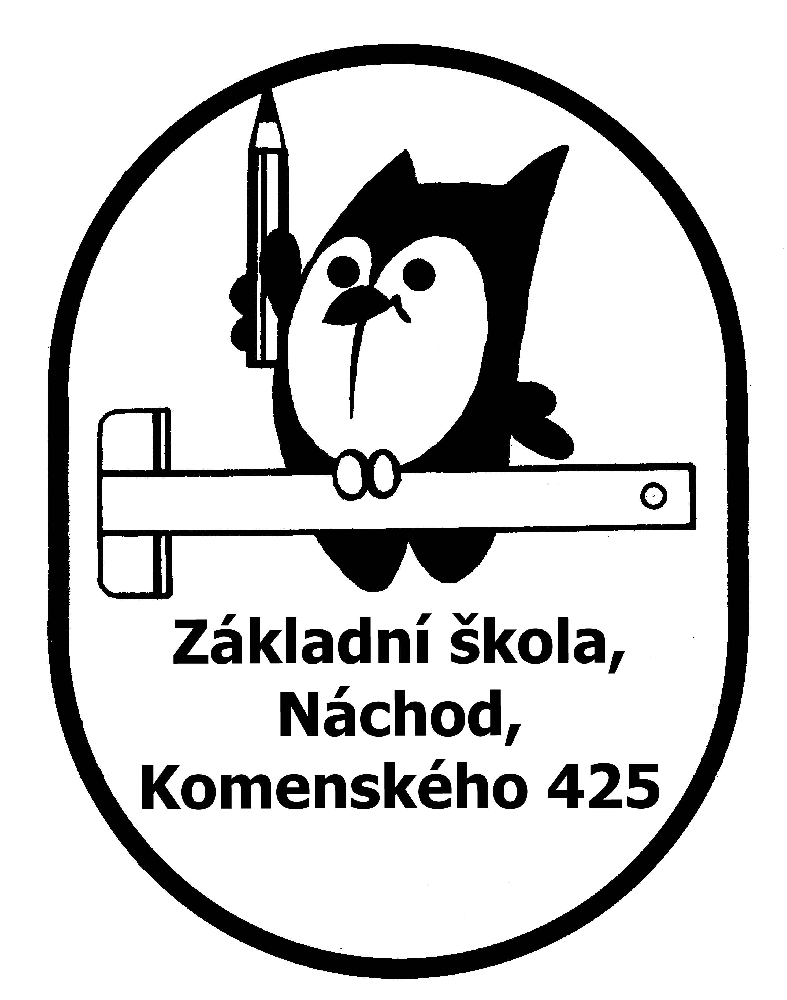 Základní škola,
Náchod,
Komenského 425